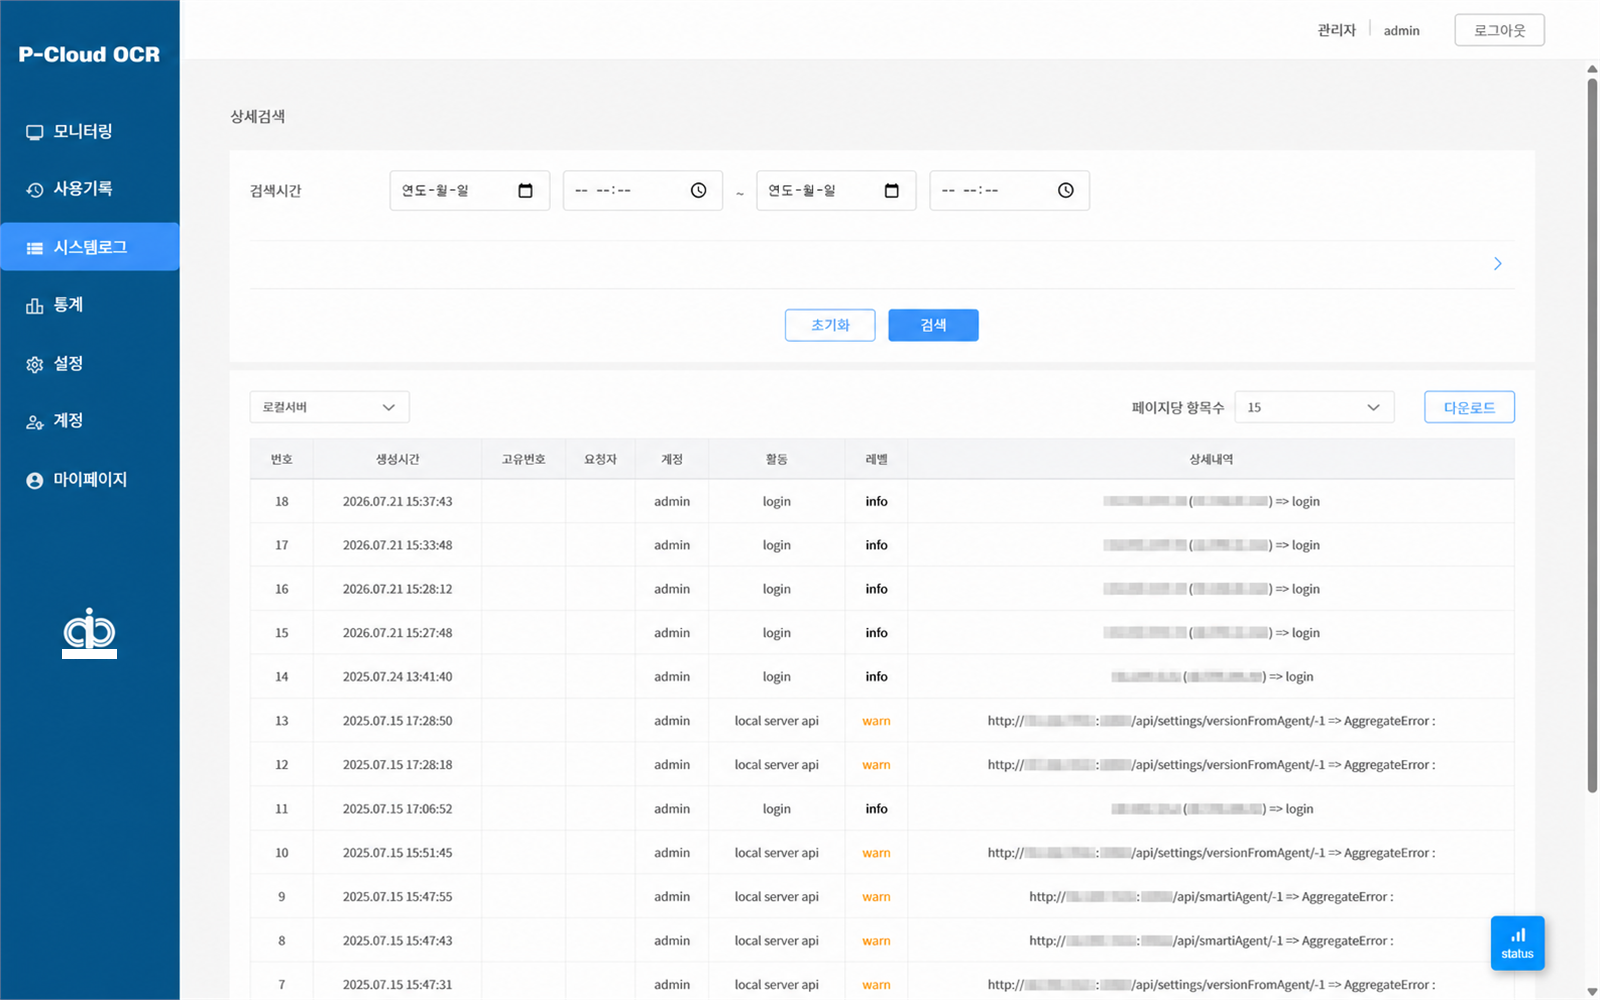 P-Cloud OCR
관리자 admin 로그아웃
모니터링
사용기록
시스템로그
통계
설정
계정
마이페이지
상세검색
검색시간 연도-월-일 -- --:-- ~ 연도-월-일 -- --:--
초기화 검색
로컬서버 페이지당 항목수 15 다운로드
번호 생성시간 고유번호 요청자 계정 활동 레벨 상세내역
18 2026.07.21 15:37:43 admin login info ( ) => login
17 2026.07.21 15:33:48 admin login info ( ) => login
16 2026.07.21 15:28:12 admin login info ( ) => login
15 2026.07.21 15:27:48 admin login info ( ) => login
14 2025.07.24 13:41:40 admin login info ( ) => login
13 2025.07.15 17:28:50 admin local server api warn http:// : /api/settings/versionFromAgent/-1 => AggregateError :
12 2025.07.15 17:28:18 admin local server api warn http:// : /api/settings/versionFromAgent/-1 => AggregateError :
11 2025.07.15 17:06:52 admin login info ( ) => login
10 2025.07.15 15:51:45 admin local server api warn http:// : /api/settings/versionFromAgent/-1 => AggregateError :
9 2025.07.15 15:47:55 admin local server api warn http:// : /api/smartiAgent/-1 => AggregateError :
8 2025.07.15 15:47:43 admin local server api warn http:// : /api/smartiAgent/-1 => AggregateError :
7 2025.07.15 15:47:31 admin local server api warn http:// : /api/settings/versionFromAgent/-1 => AggregateError :
status